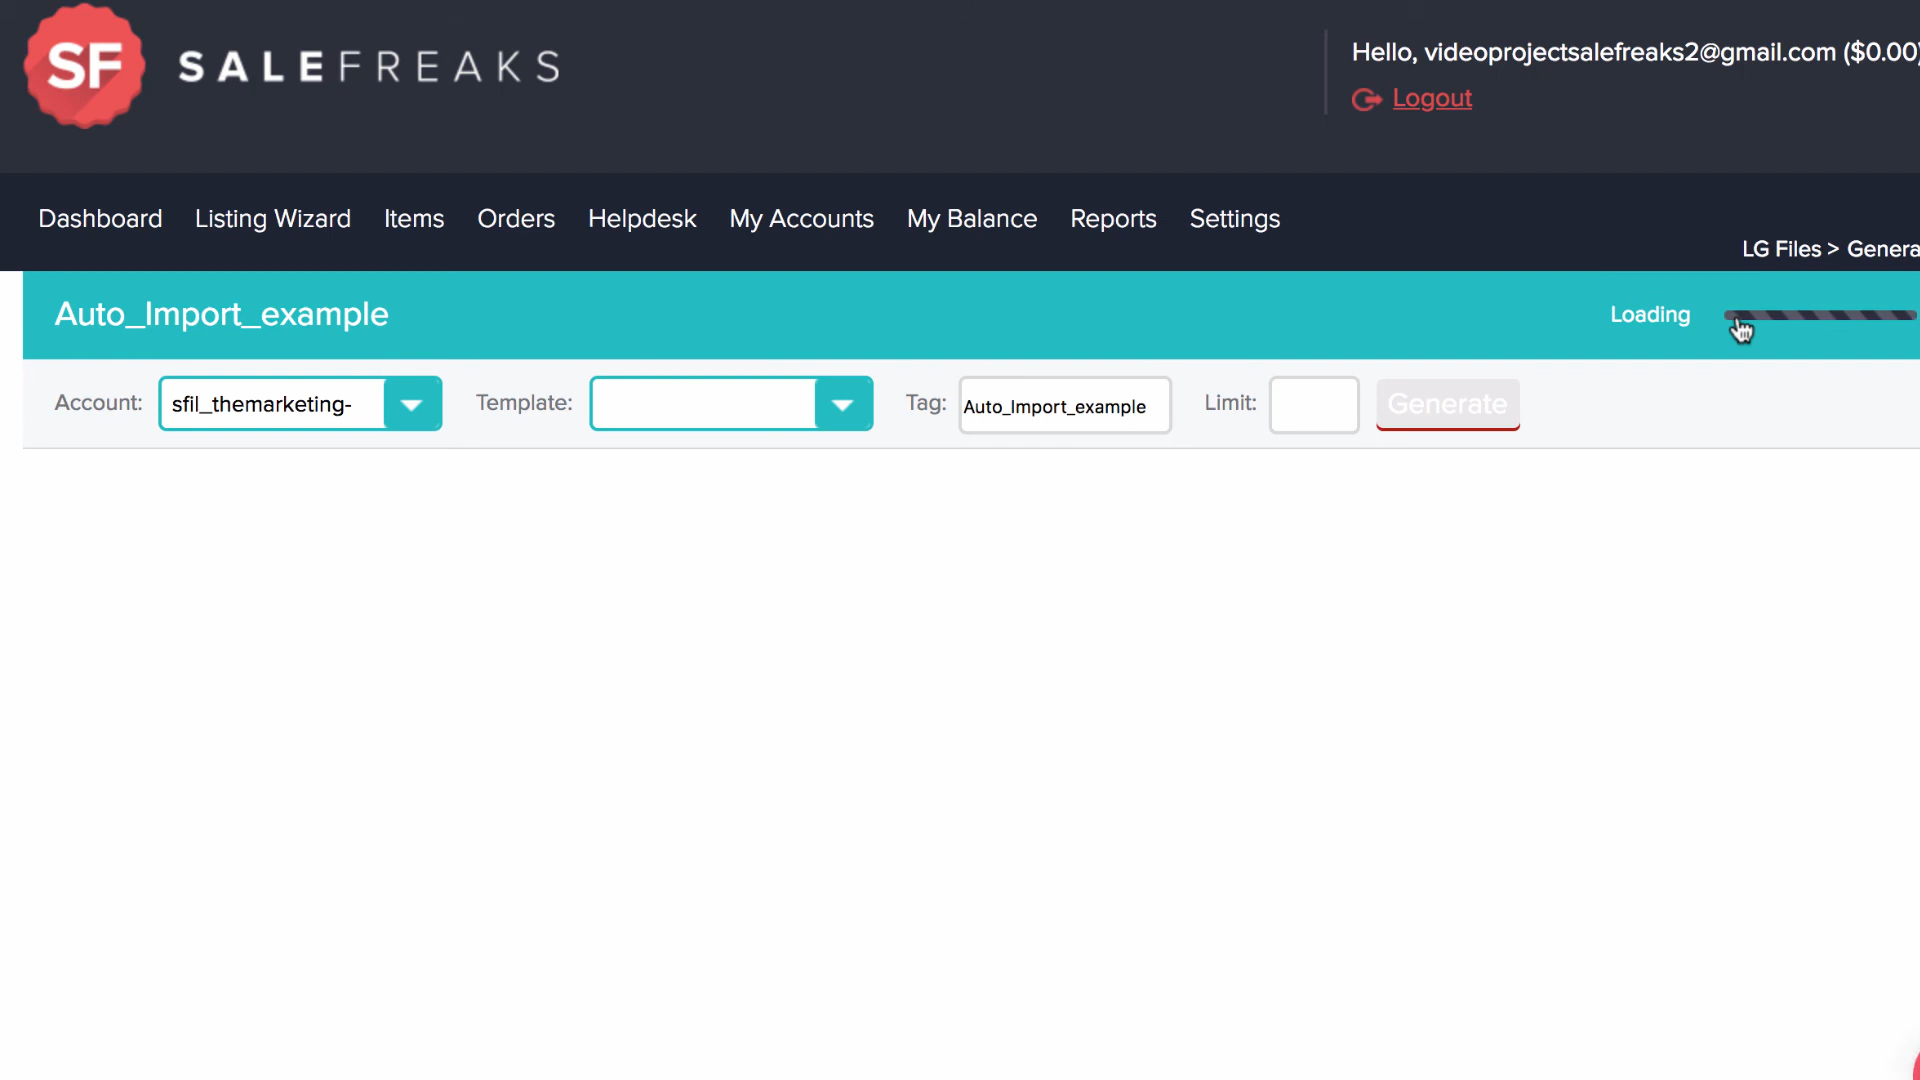 SF SALEFREAKS
Hello, videoprojectsalefreaks2@gmail.com ($0.00)
Logout
Dashboard Listing Wizard Items Orders Helpdesk My Accounts My Balance Reports Settings
LG Files > Genera
Auto_Import_example Loading
Account: sfil_themarketing- Template: Tag: Auto_Import_example Limit: Generate